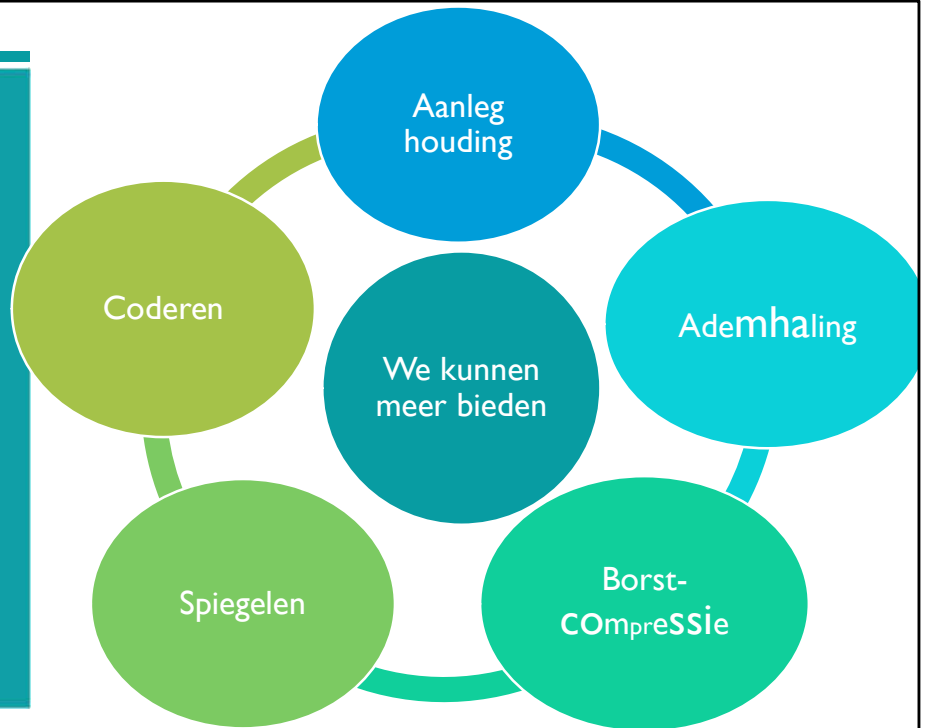 Aanleg
houding
Ademhaling
Borst-
compressie
Spiegelen
Coderen
We kunnen
meer bieden